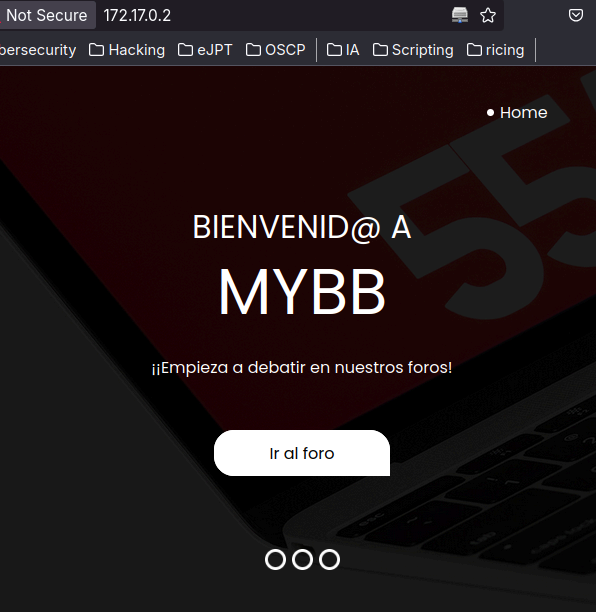 Not Secure 172.17.0.2
bersecurity Hacking eJPT OSCP IA Scripting ricing
Home
BIENVENID@ A
MYBB
¡¡Empieza a debatir en nuestros foros!
Ir al foro